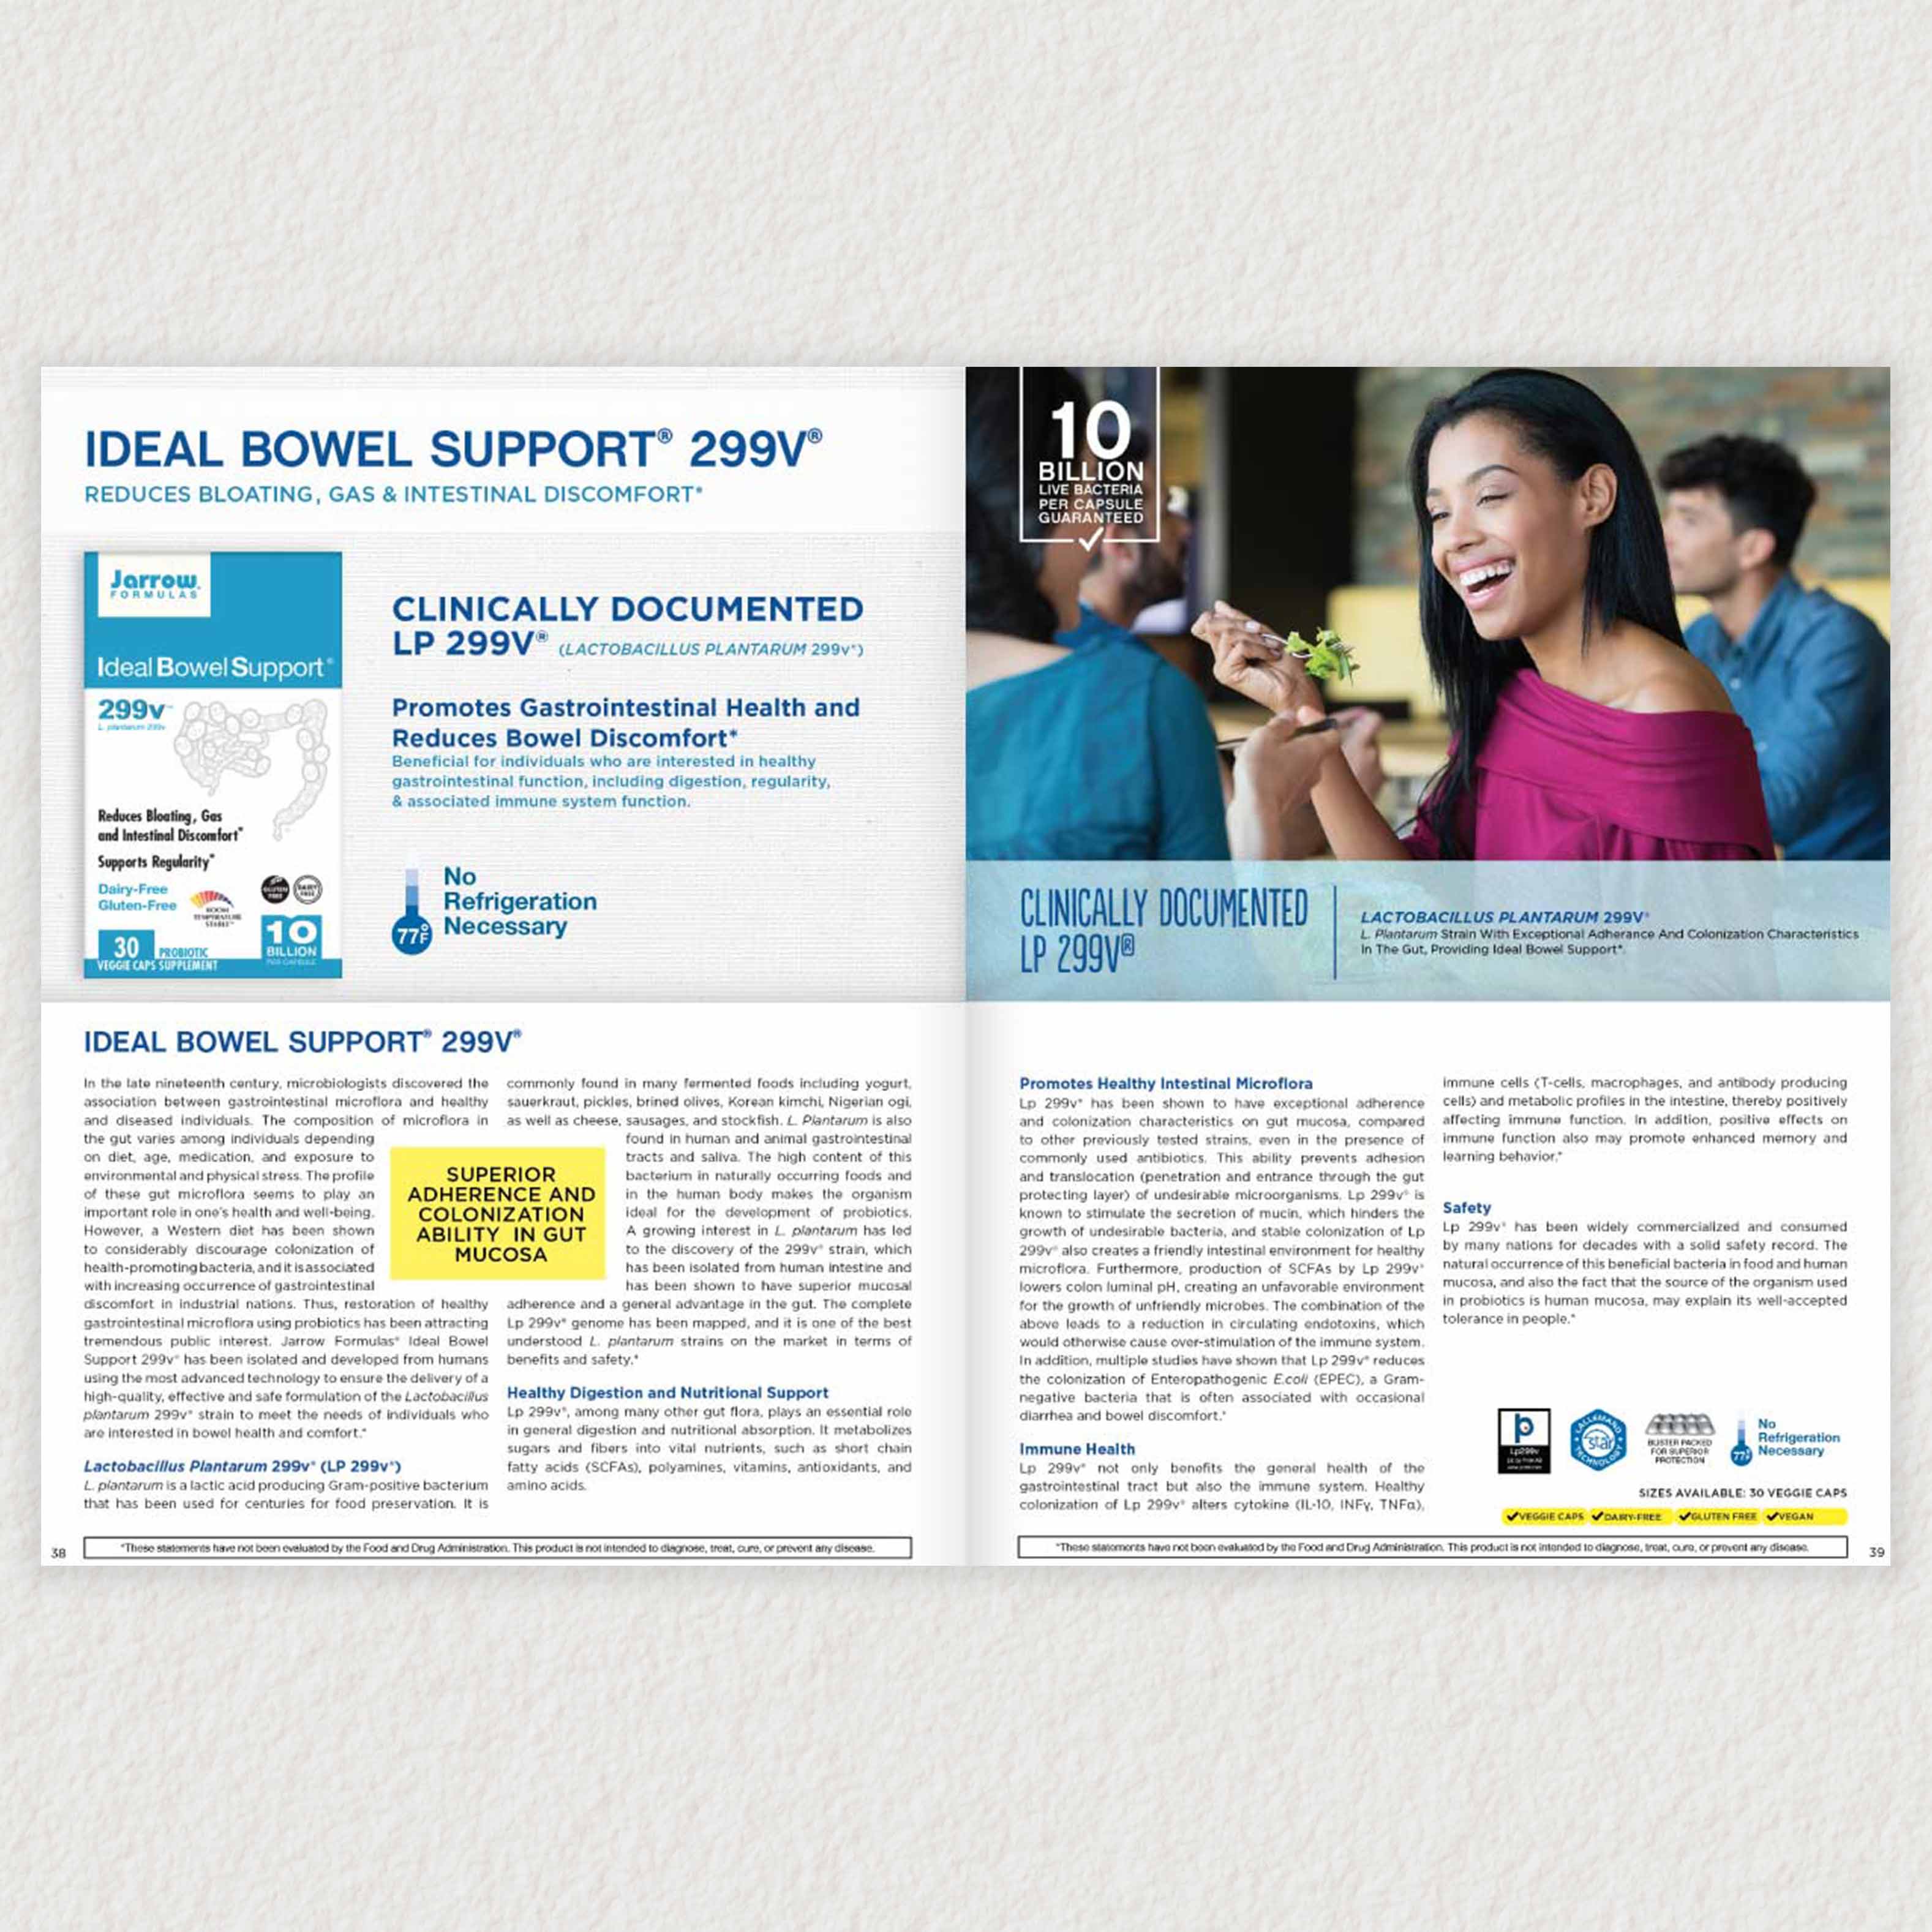 IDEAL BOWEL SUPPORT® 299V®
REDUCES BLOATING, GAS & INTESTINAL DISCOMFORT*
Jarrow
FORMULAS
Ideal Bowel Support®
299v™
L. plantarum 299v
Reduces Bloating, Gas
and Intestinal Discomfort*
Supports Regularity*
Dairy-Free
Gluten-Free
ROOM
TEMPERATURE
STABLE™
GLUTEN
FREE
DAIRY
FREE
30 PROBIOTIC
VEGGIE CAPS SUPPLEMENT
10
BILLION
PER CAPSULE
CLINICALLY DOCUMENTED
LP 299V® (LACTOBACILLUS PLANTARUM 299v®)
Promotes Gastrointestinal Health and
Reduces Bowel Discomfort*
Beneficial for individuals who are interested in healthy
gastrointestinal function, including digestion, regularity,
& associated immune system function.
77°F
No
Refrigeration
Necessary
IDEAL BOWEL SUPPORT® 299V®
In the late nineteenth century, microbiologists discovered the
association between gastrointestinal microflora and healthy
and diseased individuals. The composition of microflora in
the gut varies among individuals depending
on diet, age, medication, and exposure to
environmental and physical stress. The profile
of these gut microflora seems to play an
important role in one's health and well-being.
However, a Western diet has been shown
to considerably discourage colonization of
health-promoting bacteria, and it is associated
with increasing occurrence of gastrointestinal
discomfort in industrial nations. Thus, restoration of healthy
gastrointestinal microflora using probiotics has been attracting
tremendous public interest. Jarrow Formulas® Ideal Bowel
Support 299v® has been isolated and developed from humans
using the most advanced technology to ensure the delivery of a
high-quality, effective and safe formulation of the Lactobacillus
plantarum 299v® strain to meet the needs of individuals who
are interested in bowel health and comfort.*
Lactobacillus Plantarum 299v® (LP 299v®)
L. plantarum is a lactic acid producing Gram-positive bacterium
that has been used for centuries for food preservation. It is
SUPERIOR
ADHERENCE AND
COLONIZATION
ABILITY IN GUT
MUCOSA
commonly found in many fermented foods including yogurt,
sauerkraut, pickles, brined olives, Korean kimchi, Nigerian ogi,
as well as cheese, sausages, and stockfish. L. Plantarum is also
found in human and animal gastrointestinal
tracts and saliva. The high content of this
bacterium in naturally occurring foods and
in the human body makes the organism
ideal for the development of probiotics.
A growing interest in L. plantarum has led
to the discovery of the 299v® strain, which
has been isolated from human intestine and
has been shown to have superior mucosal
adherence and a general advantage in the gut. The complete
Lp 299v® genome has been mapped, and it is one of the best
understood L. plantarum strains on the market in terms of
benefits and safety.*
Healthy Digestion and Nutritional Support
Lp 299v®, among many other gut flora, plays an essential role
in general digestion and nutritional absorption. It metabolizes
sugars and fibers into vital nutrients, such as short chain
fatty acids (SCFAs), polyamines, vitamins, antioxidants, and
amino acids.
38
*These statements have not been evaluated by the Food and Drug Administration. This product is not intended to diagnose, treat, cure, or prevent any disease.
10
BILLION
LIVE BACTERIA
PER CAPSULE
GUARANTEED
CLINICALLY DOCUMENTED
LP 299V®
LACTOBACILLUS PLANTARUM 299V®
L. Plantarum Strain With Exceptional Adherance And Colonization Characteristics
In The Gut, Providing Ideal Bowel Support*.
Promotes Healthy Intestinal Microflora
Lp 299v® has been shown to have exceptional adherence
and colonization characteristics on gut mucosa, compared
to other previously tested strains, even in the presence of
commonly used antibiotics. This ability prevents adhesion
and translocation (penetration and entrance through the gut
protecting layer) of undesirable microorganisms. Lp 299v® is
known to stimulate the secretion of mucin, which hinders the
growth of undesirable bacteria, and stable colonization of Lp
299v® also creates a friendly intestinal environment for healthy
microflora. Furthermore, production of SCFAs by Lp 299v®
lowers colon luminal pH, creating an unfavorable environment
for the growth of unfriendly microbes. The combination of the
above leads to a reduction in circulating endotoxins, which
would otherwise cause over-stimulation of the immune system.
In addition, multiple studies have shown that Lp 299v® reduces
the colonization of Enteropathogenic E.coli (EPEC), a Gram-
negative bacteria that is often associated with occasional
diarrhea and bowel discomfort.*
Immune Health
Lp 299v® not only benefits the general health of the
gastrointestinal tract but also the immune system. Healthy
colonization of Lp 299v® alters cytokine (IL-10, INFγ, TNFα),
immune cells (T-cells, macrophages, and antibody producing
cells) and metabolic profiles in the intestine, thereby positively
affecting immune function. In addition, positive effects on
immune function also may promote enhanced memory and
learning behavior.*
Safety
Lp 299v® has been widely commercialized and consumed
by many nations for decades with a solid safety record. The
natural occurrence of this beneficial bacteria in food and human
mucosa, and also the fact that the source of the organism used
in probiotics is human mucosa, may explain its well-accepted
tolerance in people.*
Lp299v
LALLEMAND
star
TECHNOLOGY
BLISTER PACKED
FOR SUPERIOR
PROTECTION
77°F
No
Refrigeration
Necessary
SIZES AVAILABLE: 30 VEGGIE CAPS
✓VEGGIE CAPS ✓DAIRY-FREE ✓GLUTEN FREE ✓VEGAN
*These statements have not been evaluated by the Food and Drug Administration. This product is not intended to diagnose, treat, cure, or prevent any disease.
39